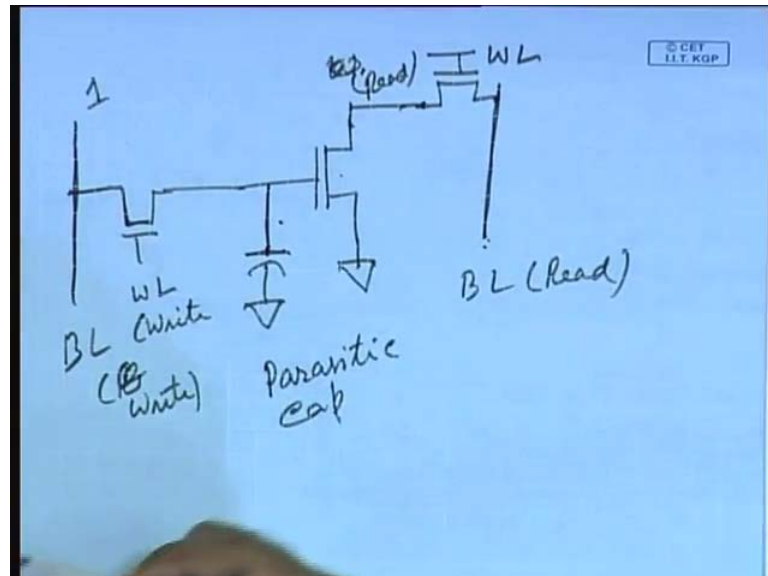 © CET
I.I.T. KGP
1
(Read)
WL
WL
(Write
BL
(Write)
Parasitic
Cap
BL (Read)